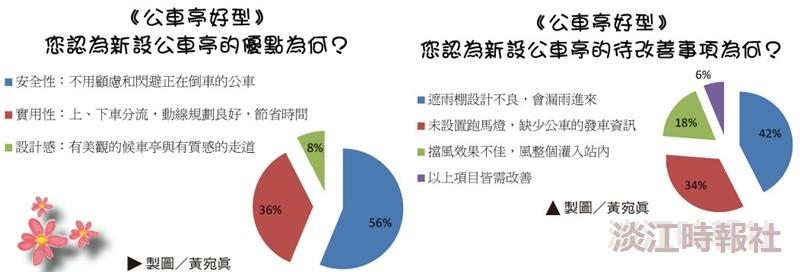 《公車亭好型》
您認為新設公車亭的優點為何？
安全性：不用顧慮和閃避正在倒車的公車
實用性：上、下車分流，動線規劃良好，節省時間
設計感：有美觀的候車亭與有質感的走道
8%
36%
56%
▶ 製圖／黃宛真
《公車亭好型》
您認為新設公車亭的待改善事項為何？
遮雨棚設計不良，會漏雨進來
未設置跑馬燈，缺少公車的發車資訊
擋風效果不佳，風整個灌入站內
以上項目皆需改善
6%
18%
42%
34%
▲ 製圖／黃宛真
淡江時報社